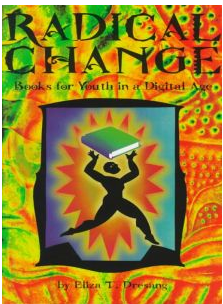 RADICAL
CHANGE
Books for Youth in a Digital Age
by Eliza T. Dresang